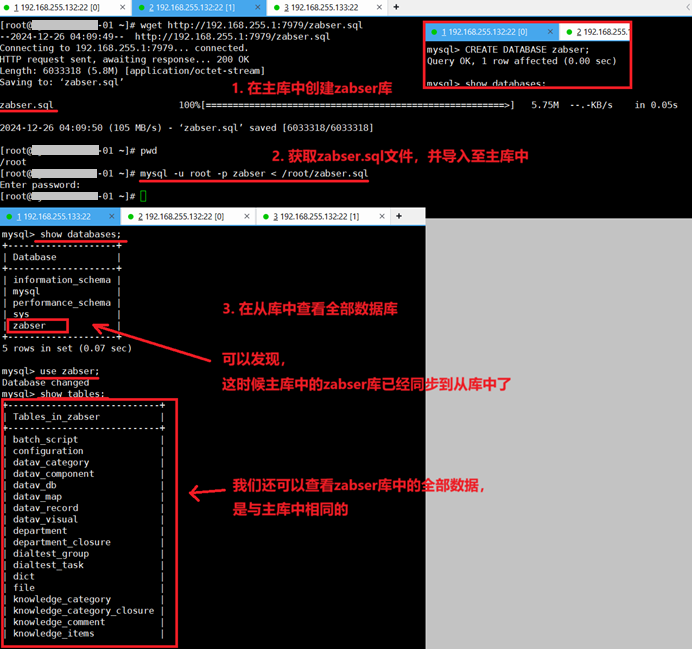 1 192.168.255.132:22 [0] × 2 192.168.255.132:22 [1] × 3 192.168.255.133:22 × +
[root@ -01 ~]# wget http://192.168.255.1:7979/zabser.sql
--2024-12-26 04:09:49-- http://192.168.255.1:7979/zabser.sql
Connecting to 192.168.255.1:7979... connected.
HTTP request sent, awaiting response... 200 OK
Length: 6033318 (5.8M) [application/octet-stream]
Saving to: ‘zabser.sql’
1 192.168.255.132:22 [0] × 2 192.168.255.132:22 [1]
mysql> CREATE DATABASE zabser;
Query OK, 1 row affected (0.00 sec)
mysql> show databases;
1. 在主库中创建zabser库
zabser.sql 100%[====================================================>] 5.75M --.-KB/s in 0.05s
2024-12-26 04:09:50 (105 MB/s) - ‘zabser.sql’ saved [6033318/6033318]
[root@ -01 ~]# pwd
/root
2. 获取zabser.sql文件，并导入至主库中
[root@ -01 ~]# mysql -u root -p zabser < /root/zabser.sql
Enter password:
[root@ -01 ~]#
1 192.168.255.133:22 × 2 192.168.255.132:22 [0] × 3 192.168.255.132:22 [1] × +
mysql> show databases;
+--------------------+
| Database |
+--------------------+
| information_schema |
| mysql |
| performance_schema |
| sys |
| zabser |
+--------------------+
5 rows in set (0.07 sec)
3. 在从库中查看全部数据库
可以发现，
这时候主库中的zabser库已经同步到从库中了
mysql> use zabser;
Database changed
mysql> show tables;
+----------------------------+
| Tables_in_zabser |
+----------------------------+
| batch_script |
| configuration |
| datav_category |
| datav_component |
| datav_db |
| datav_map |
| datav_record |
| datav_visual |
| department |
| department_closure |
| dialtest_group |
| dialtest_task |
| dict |
| file |
| knowledge_category |
| knowledge_category_closure |
| knowledge_comment |
| knowledge_items |
我们还可以查看zabser库中的全部数据，
是与主库中相同的